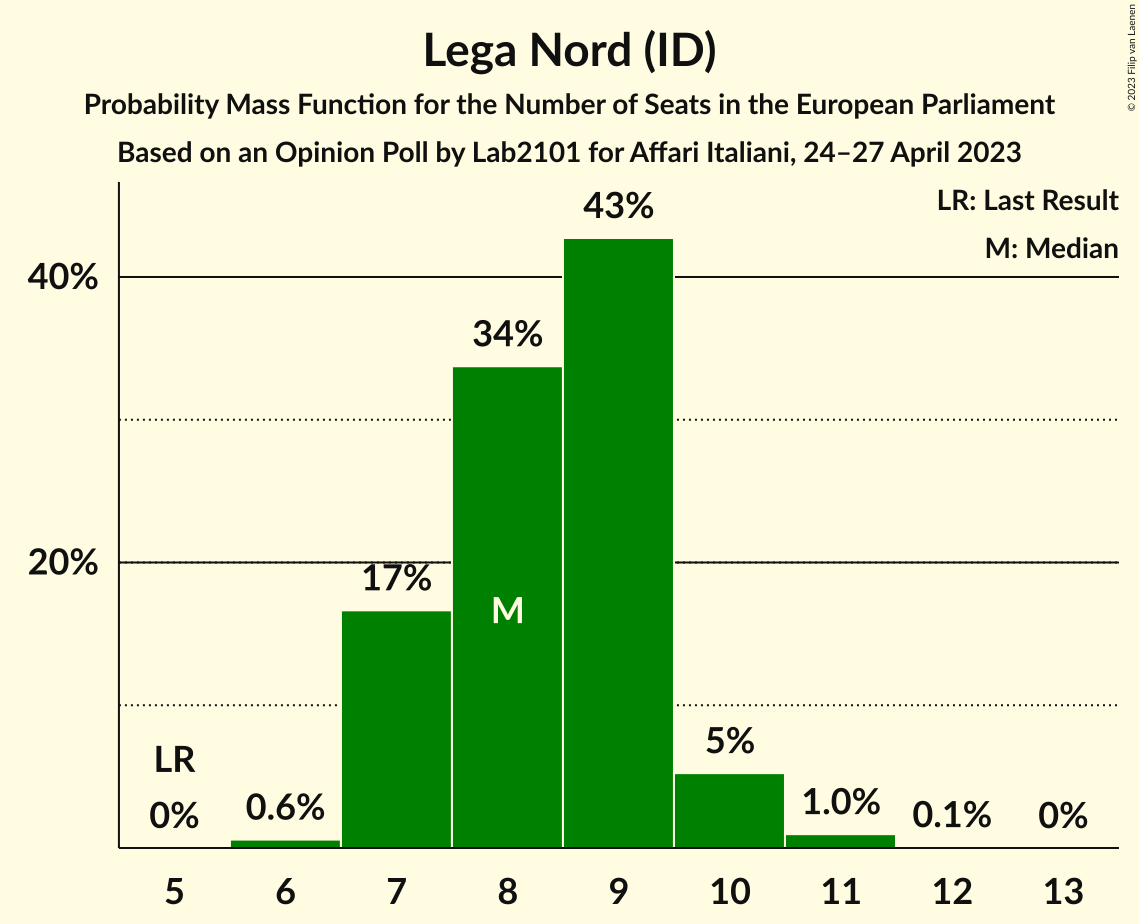 Lega Nord (ID)
Probability Mass Function for the Number of Seats in the European Parliament
Based on an Opinion Poll by Lab2101 for Affari Italiani, 24–27 April 2023
© 2023 Filip van Laenen
LR: Last Result
M: Median
43%
40%
34%
20%
17%
M
5%
LR
0%
0.6%
1.0%
0.1%
0%
5 6 7 8 9 10 11 12 13